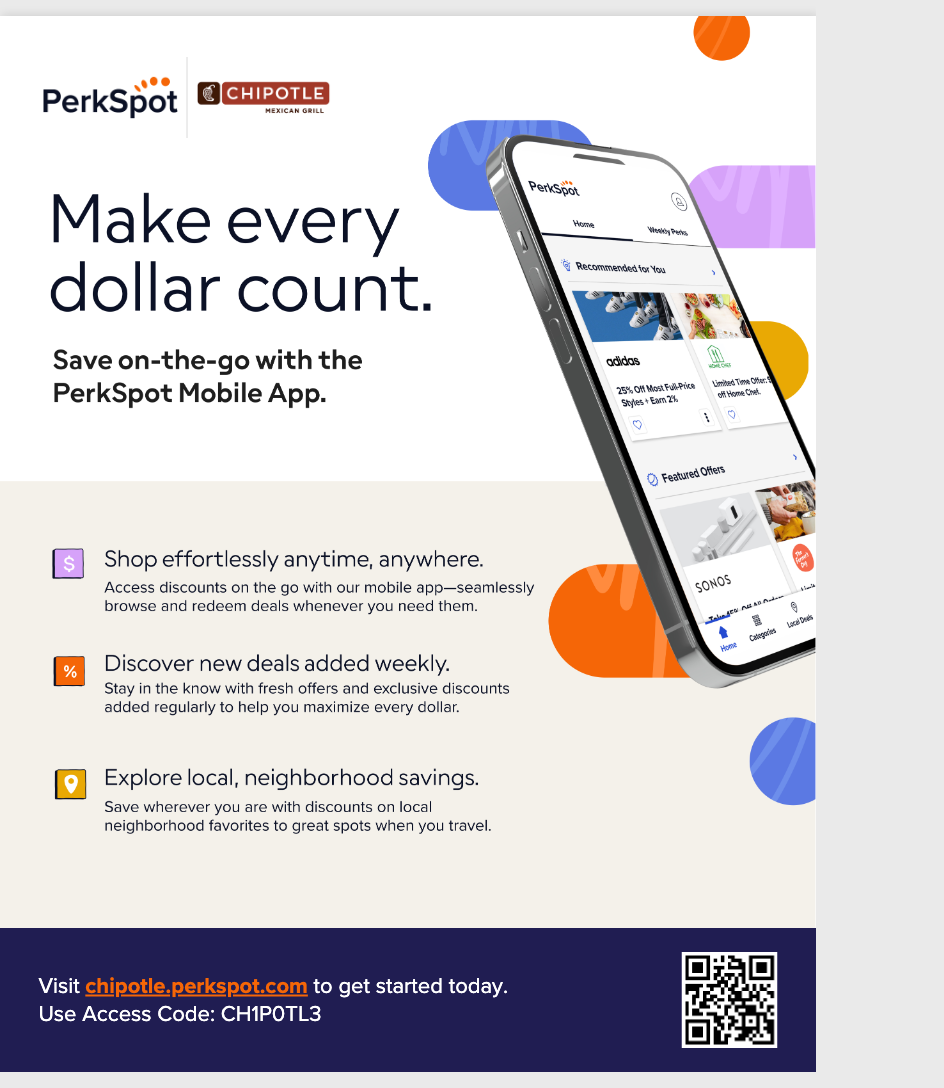 PerkSpot
CHIPOTLE
MEXICAN GRILL
Make every
dollar count.
Save on-the-go with the
PerkSpot Mobile App.
PerkSpot
Home
Weekly Perks
Recommended for You
adidas
25% Off Most Full-Price
Styles + Earn 2%
HOME CHEF
Limited Time Offer:
off Home Chef.
Featured Offers
SONOS
The
Farmer's
Dog
Home
Categories
Local Deals
$
Shop effortlessly anytime, anywhere.
Access discounts on the go with our mobile app—seamlessly
browse and redeem deals whenever you need them.
%
Discover new deals added weekly.
Stay in the know with fresh offers and exclusive discounts
added regularly to help you maximize every dollar.
Explore local, neighborhood savings.
Save wherever you are with discounts on local
neighborhood favorites to great spots when you travel.
Visit chipotle.perkspot.com to get started today.
Use Access Code: CH1P0TL3